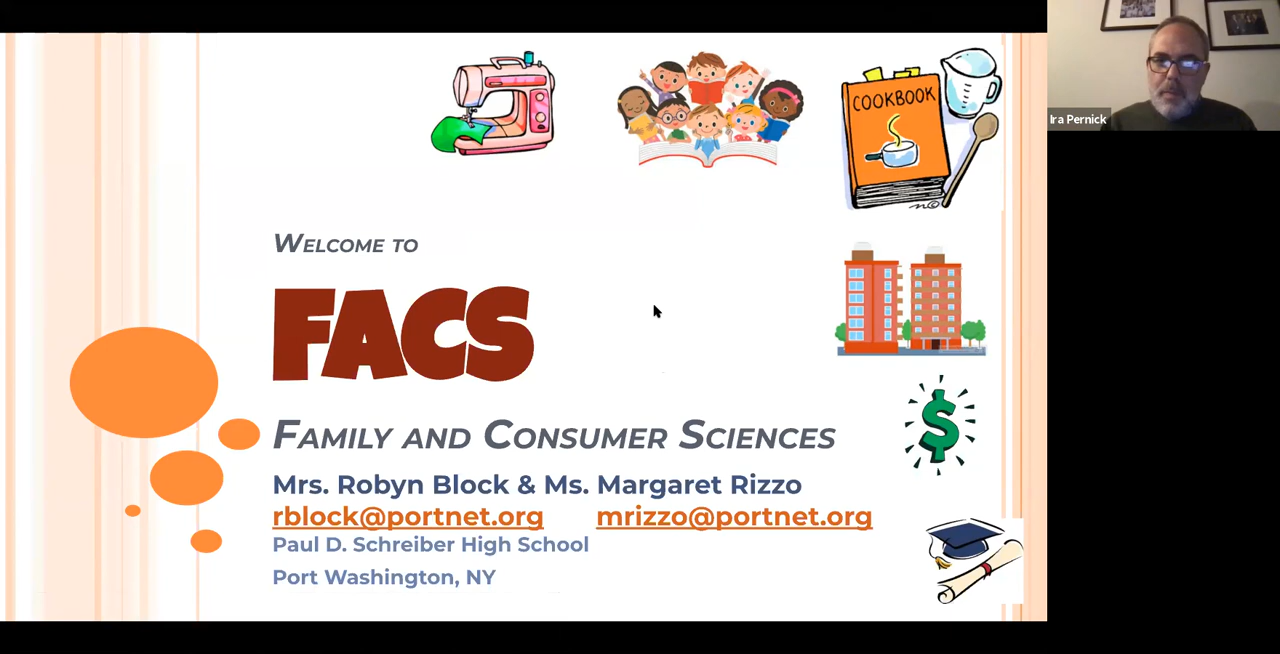 COOKBOOK
Ira Pernick
WELCOME TO
FACS
FAMILY AND CONSUMER SCIENCES
Mrs. Robyn Block & Ms. Margaret Rizzo
rblock@portnet.org mrizzo@portnet.org
Paul D. Schreiber High School
Port Washington, NY